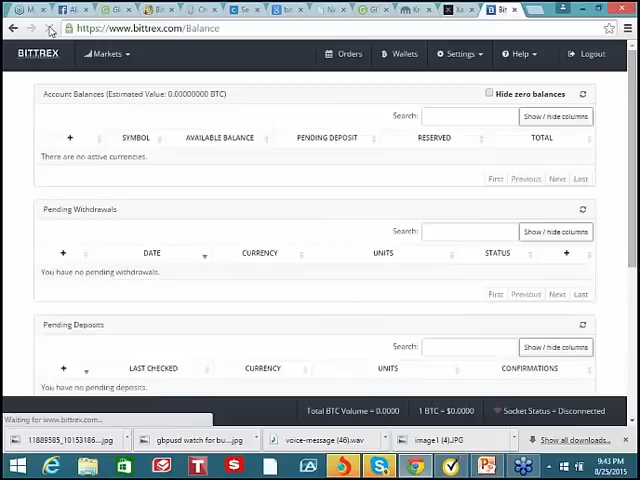 https://www.bittrex.com/Balance
BITTREX
Markets
Orders
Wallets
Settings
Help
Logout
Account Balances (Estimated Value: 0.00000000 BTC)
Hide zero balances
Search:
Show / hide columns
+ SYMBOL AVAILABLE BALANCE PENDING DEPOSIT RESERVED TOTAL
There are no active currencies.
First Previous Next Last
Pending Withdrawals
Search:
Show / hide columns
+ DATE CURRENCY UNITS STATUS +
You have no pending withdrawals.
First Previous Next Last
Pending Deposits
Search:
Show / hide columns
+ LAST CHECKED CURRENCY UNITS CONFIRMATIONS
You have no pending deposits.
Waiting for www.bittrex.com...
Total BTC Volume = 0.0000
1 BTC = $0.0000
Socket Status = Disconnected
11889585_10153186....jpg
gbpusd watch for bu....jpg
voice-message (46).wav
image1 (4).JPG
Show all downloads...
9:43 PM
8/25/2015